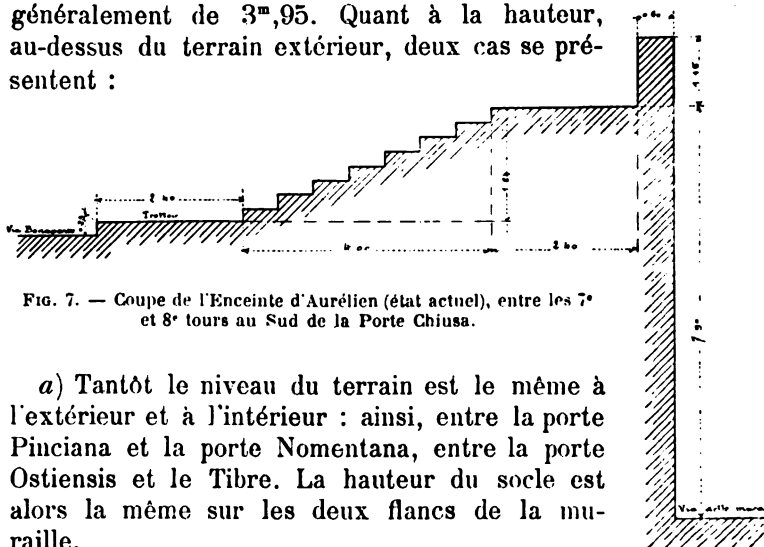 généralement de 3ᵐ,95. Quant à la hauteur,
au-dessus du terrain extérieur, deux cas se pré-
sentent :
2 40
Trottoir
2 40
FIG. 7. — Coupe de l'Enceinte d'Aurélien (état actuel), entre les 7ᵉ
et 8ᵉ tours au Sud de la Porte Chiusa.
a) Tantôt le niveau du terrain est le même à
l'extérieur et à l'intérieur : ainsi, entre la porte
Pinciana et la porte Nomentana, entre la porte
Ostiensis et le Tibre. La hauteur du socle est
alors la même sur les deux flancs de la mu-
raille.